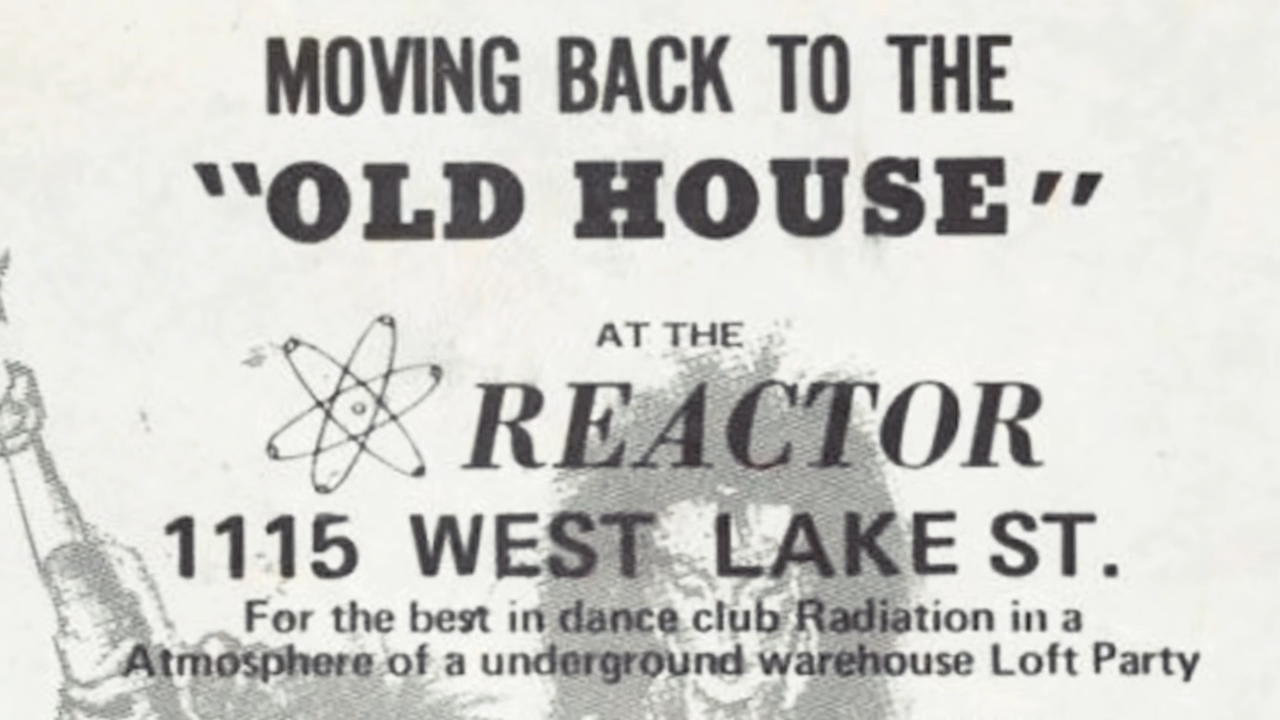 MOVING BACK TO THE
"OLD HOUSE"
AT THE
REACTOR
1115 WEST LAKE ST.
For the best in dance club Radiation in a
Atmosphere of a underground warehouse Loft Party